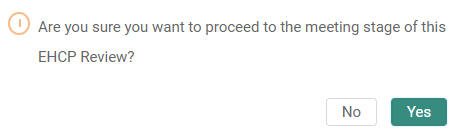 Are you sure you want to proceed to the meeting stage of this
EHCP Review?
No Yes